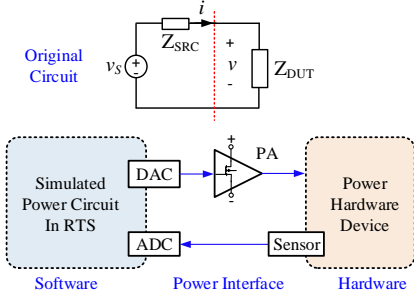 i
Original
Circuit
Z_SRC
+
v_S
+
-
v
-
Z_DUT
DAC
+
PA
-
Simulated
Power Circuit
In RTS
Power
Hardware
Device
ADC
Sensor
Software
Power Interface
Hardware